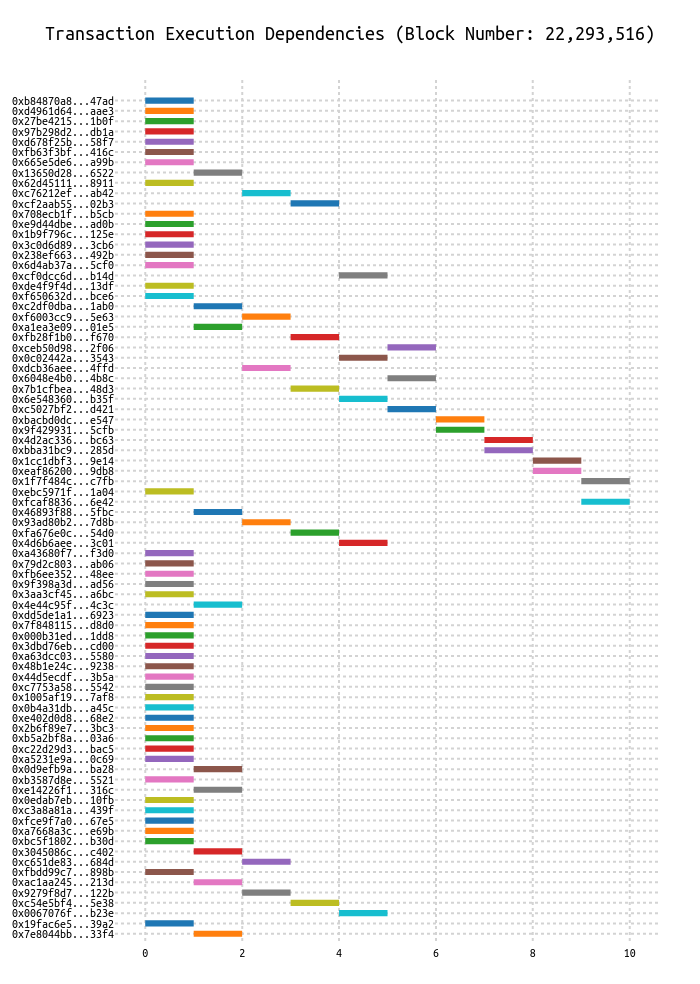 Transaction Execution Dependencies (Block Number: 22,293,516)
0xb84870a8...47ad
0xd4961d64...aae3
0x27be4215...1b0f
0x97b298d2...db1a
0xd678f25b...58f7
0xfb63f3bf...416c
0x665e5de6...a99b
0x13650d28...6522
0x62d45111...8911
0xc76212ef...ab42
0xcf2aab55...02b3
0x708ecb1f...b5cb
0xe9d44dbe...ad0b
0x1b9f796c...125e
0x3c0d6d89...3cb6
0x238ef663...492b
0x6d4ab37a...5cf0
0xcf0dcc6d...b14d
0xde4f9f4d...13df
0xf650632d...bce6
0xc2df0dba...1ab0
0xf6003cc9...5e63
0xa1ea3e09...01e5
0xfb28f1b0...f670
0xceb50d98...2f06
0x0c02442a...3543
0xdcb36aee...4ffd
0x6048e4b0...4b8c
0x7b1cfbea...48d3
0x6e548360...b35f
0xc5027bf2...d421
0xbacbd0dc...e547
0x9f429931...5cfb
0x4d2ac336...bc63
0xbba31bc9...285d
0x1cc1dbf3...9e14
0xeaf86200...9db8
0x1f7f484c...c7fb
0xebc5971f...1a04
0xfcaf8836...6e42
0x46893f88...5fbc
0x93ad80b2...7d8b
0xfa676e0c...54d0
0x4d6b6aee...3c01
0xa43680f7...f3d0
0x79d2c803...ab06
0xfb6ee352...48ee
0x9f398a3d...ad56
0x3aa3cf45...a6bc
0x4e44c95f...4c3c
0xdd5de1a1...6923
0x7f848115...d8d0
0x000b31ed...1dd8
0x3dbd76eb...cd00
0xa63dcc03...5580
0x48b1e24c...9238
0x44d5ecdf...3b5a
0xc7753a58...5542
0x1005af19...7af8
0x0b4a31db...a45c
0xe402d0d8...68e2
0x2b6f89e7...3bc3
0xb5a2bf8a...03a6
0xc22d29d3...bac5
0xa5231e9a...0c69
0x0d9efb9a...ba28
0xb3587d8e...5521
0xe14226f1...316c
0x0edab7eb...10fb
0xc3a8a81a...439f
0xfce9f7a0...67e5
0xa7668a3c...e69b
0xbc5f1802...b30d
0x3045086c...c402
0xc651de83...684d
0xfbdd99c7...898b
0xac1aa245...213d
0x9279f8d7...122b
0xc54e5bf4...5e38
0x0067076f...b23e
0x19fac6e5...39a2
0x7e8044bb...33f4
0 2 4 6 8 10